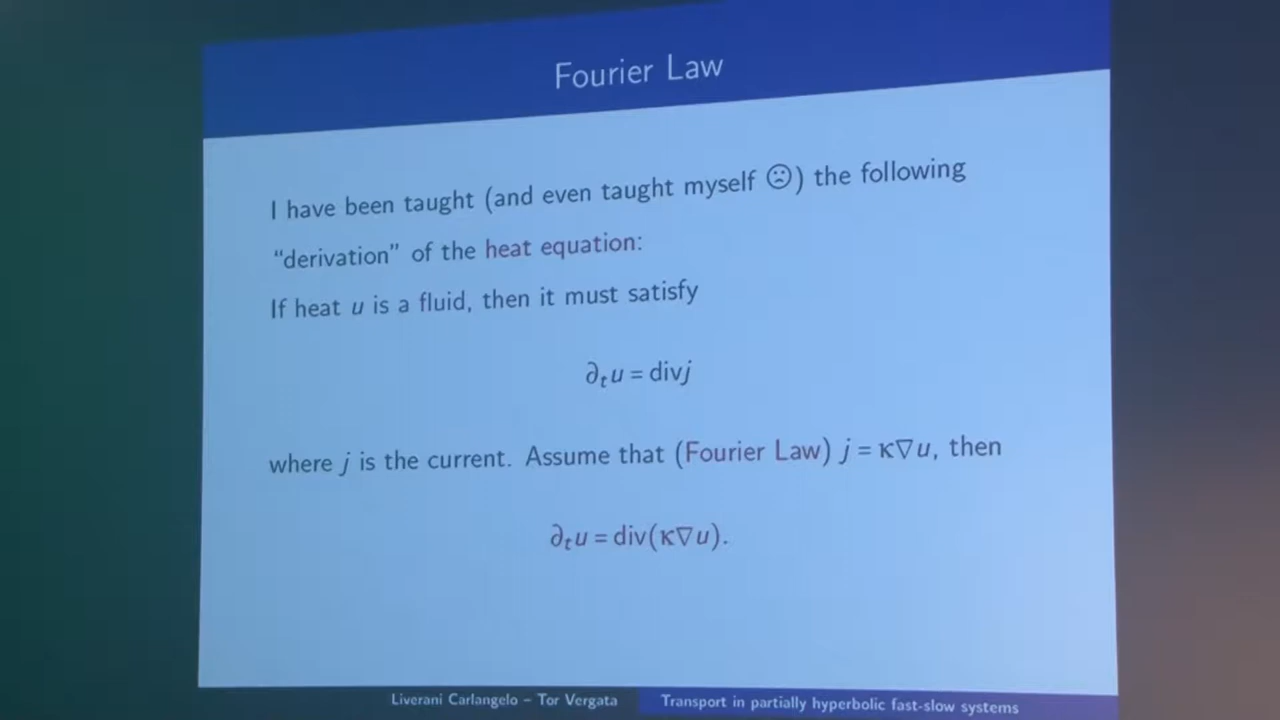 Fourier Law
I have been taught (and even taught myself ☹) the following
“derivation” of the heat equation:
If heat u is a fluid, then it must satisfy
∂ₜu = divj
where j is the current. Assume that (Fourier Law) j = κ∇u, then
∂ₜu = div(κ∇u).
Liverani Carlangelo – Tor Vergata
Transport in partially hyperbolic fast-slow systems